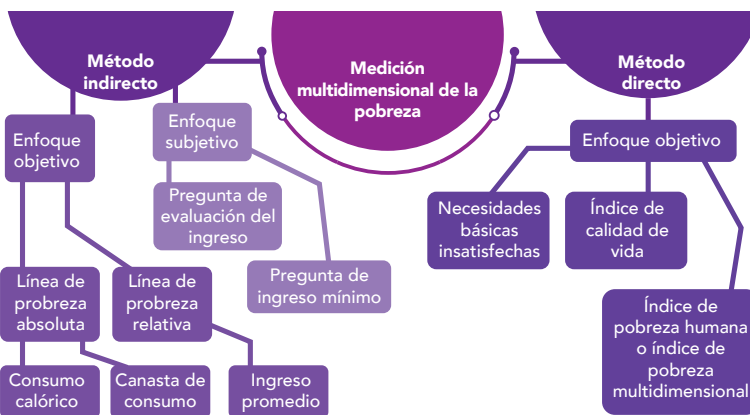 Método
indirecto
Medición
multidimensional de la
pobreza
Método
directo
Enfoque
objetivo
Enfoque
subjetivo
Enfoque objetivo
Pregunta de
evaluación del
ingreso
Necesidades
básicas
insatisfechas
Índice de
calidad de
vida
Línea de
probreza
absoluta
Línea de
probreza
relativa
Pregunta de
ingreso mínimo
Índice de
pobreza humana
o índice de
pobreza
multidimensional
Consumo
calórico
Canasta de
consumo
Ingreso
promedio